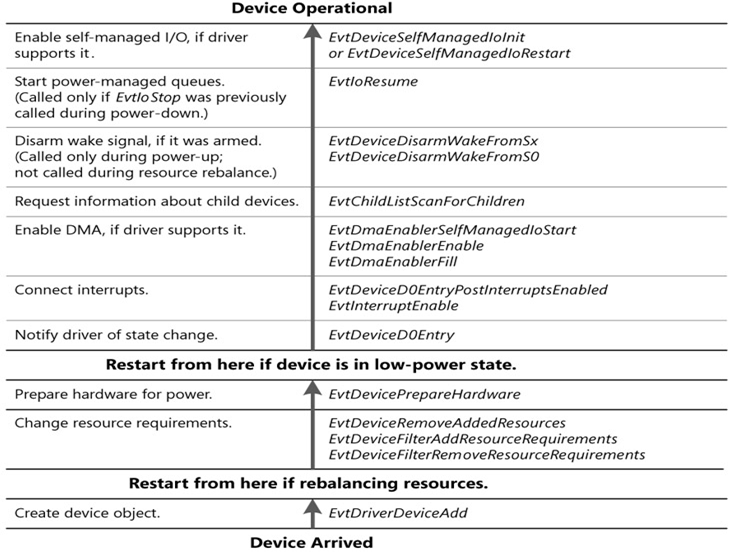 Device Operational
Enable self-managed I/O, if driver
supports it.
EvtDeviceSelfManagedIoInit
or EvtDeviceSelfManagedIoRestart
Start power-managed queues.
(Called only if EvtIoStop was previously
called during power-down.)
EvtIoResume
Disarm wake signal, if it was armed.
(Called only during power-up;
not called during resource rebalance.)
EvtDeviceDisarmWakeFromSx
EvtDeviceDisarmWakeFromS0
Request information about child devices.
EvtChildListScanForChildren
Enable DMA, if driver supports it.
EvtDmaEnablerSelfManagedIoStart
EvtDmaEnablerEnable
EvtDmaEnablerFill
Connect interrupts.
EvtDeviceD0EntryPostInterruptsEnabled
EvtInterruptEnable
Notify driver of state change.
EvtDeviceD0Entry
Restart from here if device is in low-power state.
Prepare hardware for power.
EvtDevicePrepareHardware
Change resource requirements.
EvtDeviceRemoveAddedResources
EvtDeviceFilterAddResourceRequirements
EvtDeviceFilterRemoveResourceRequirements
Restart from here if rebalancing resources.
Create device object.
EvtDriverDeviceAdd
Device Arrived